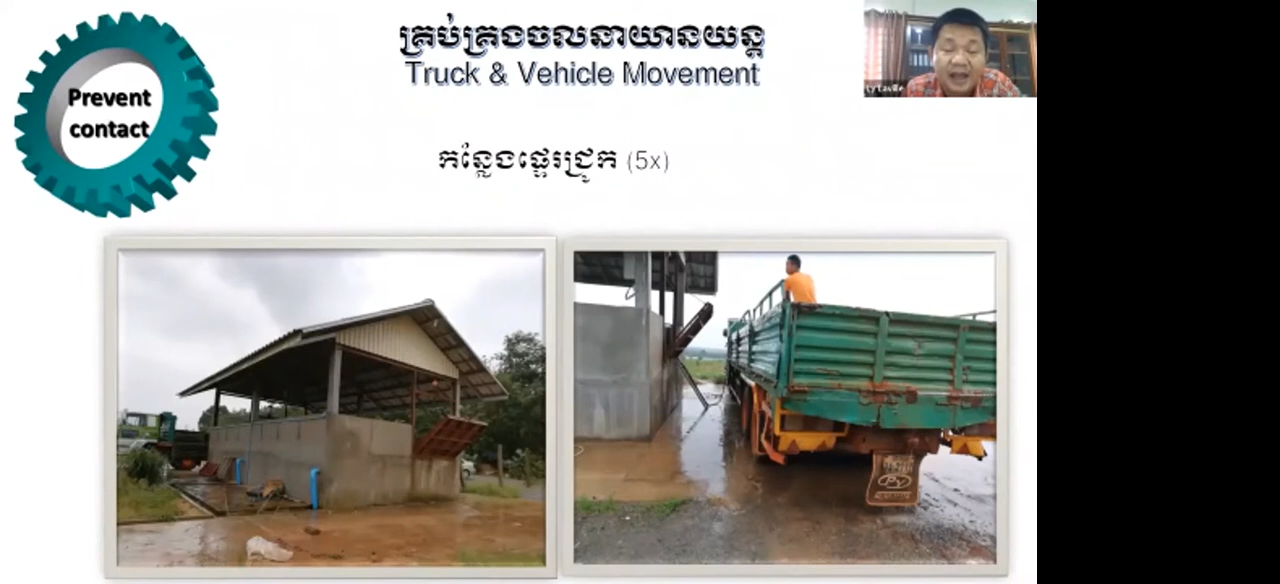 Prevent
contact
គ្រប់គ្រងចលនាយានយន្ត
Truck & Vehicle Movement
កន្លែងផ្ទេរជ្រូក (5x)
Py